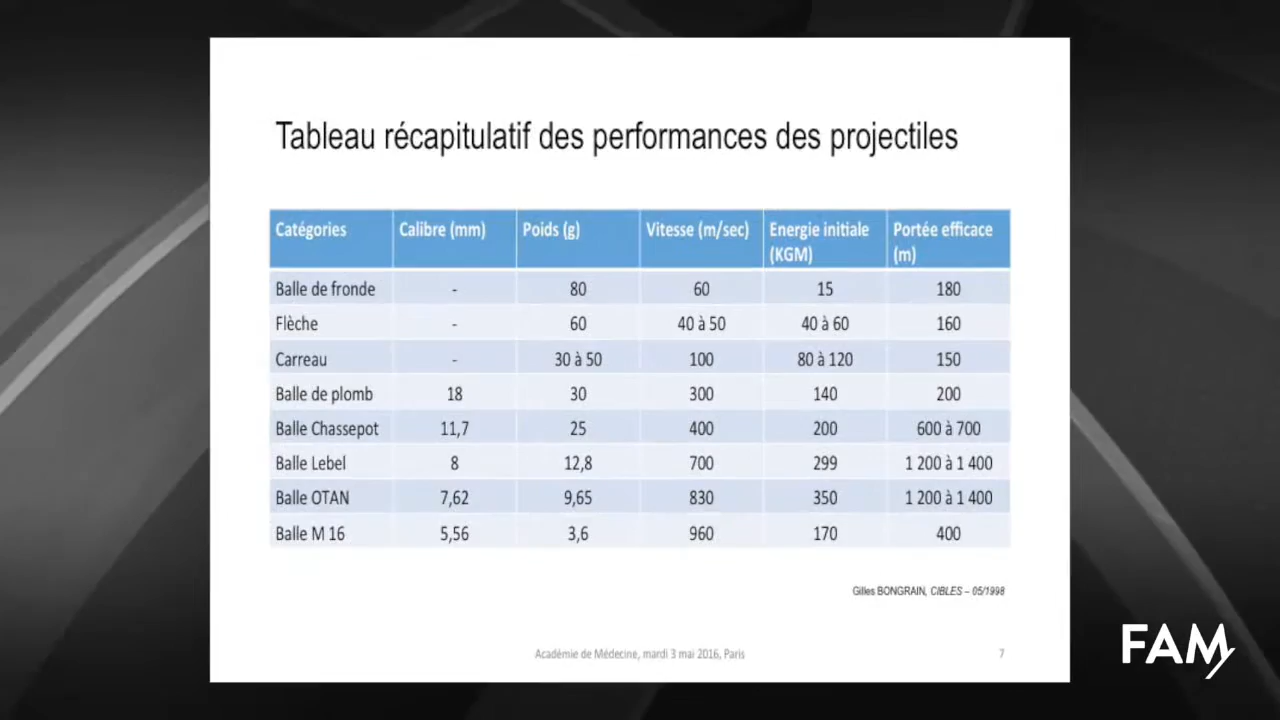 Tableau récapitulatif des performances des projectiles
Catégories Calibre (mm) Poids (g) Vitesse (m/sec) Energie initiale (KGM) Portée efficace (m)
Balle de fronde - 80 60 15 180
Flèche - 60 40 à 50 40 à 60 160
Carreau - 30 à 50 100 80 à 120 150
Balle de plomb 18 30 300 140 200
Balle Chassepot 11,7 25 400 200 600 à 700
Balle Lebel 8 12,8 700 299 1 200 à 1 400
Balle OTAN 7,62 9,65 830 350 1 200 à 1 400
Balle M 16 5,56 3,6 960 170 400
Gilles BONGRAIN, CIBLES – 05/1998
Académie de Médecine, mardi 3 mai 2016, Paris 7
FAM